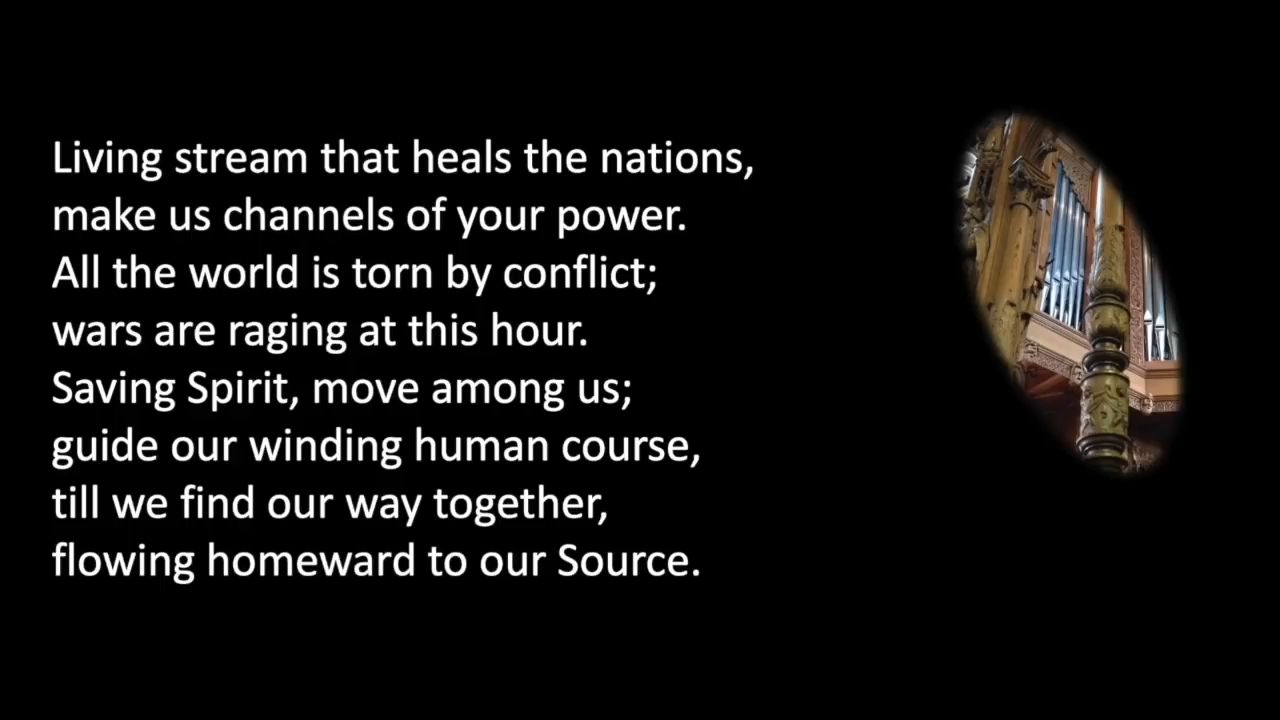 Living stream that heals the nations,
make us channels of your power.
All the world is torn by conflict;
wars are raging at this hour.
Saving Spirit, move among us;
guide our winding human course,
till we find our way together,
flowing homeward to our Source.